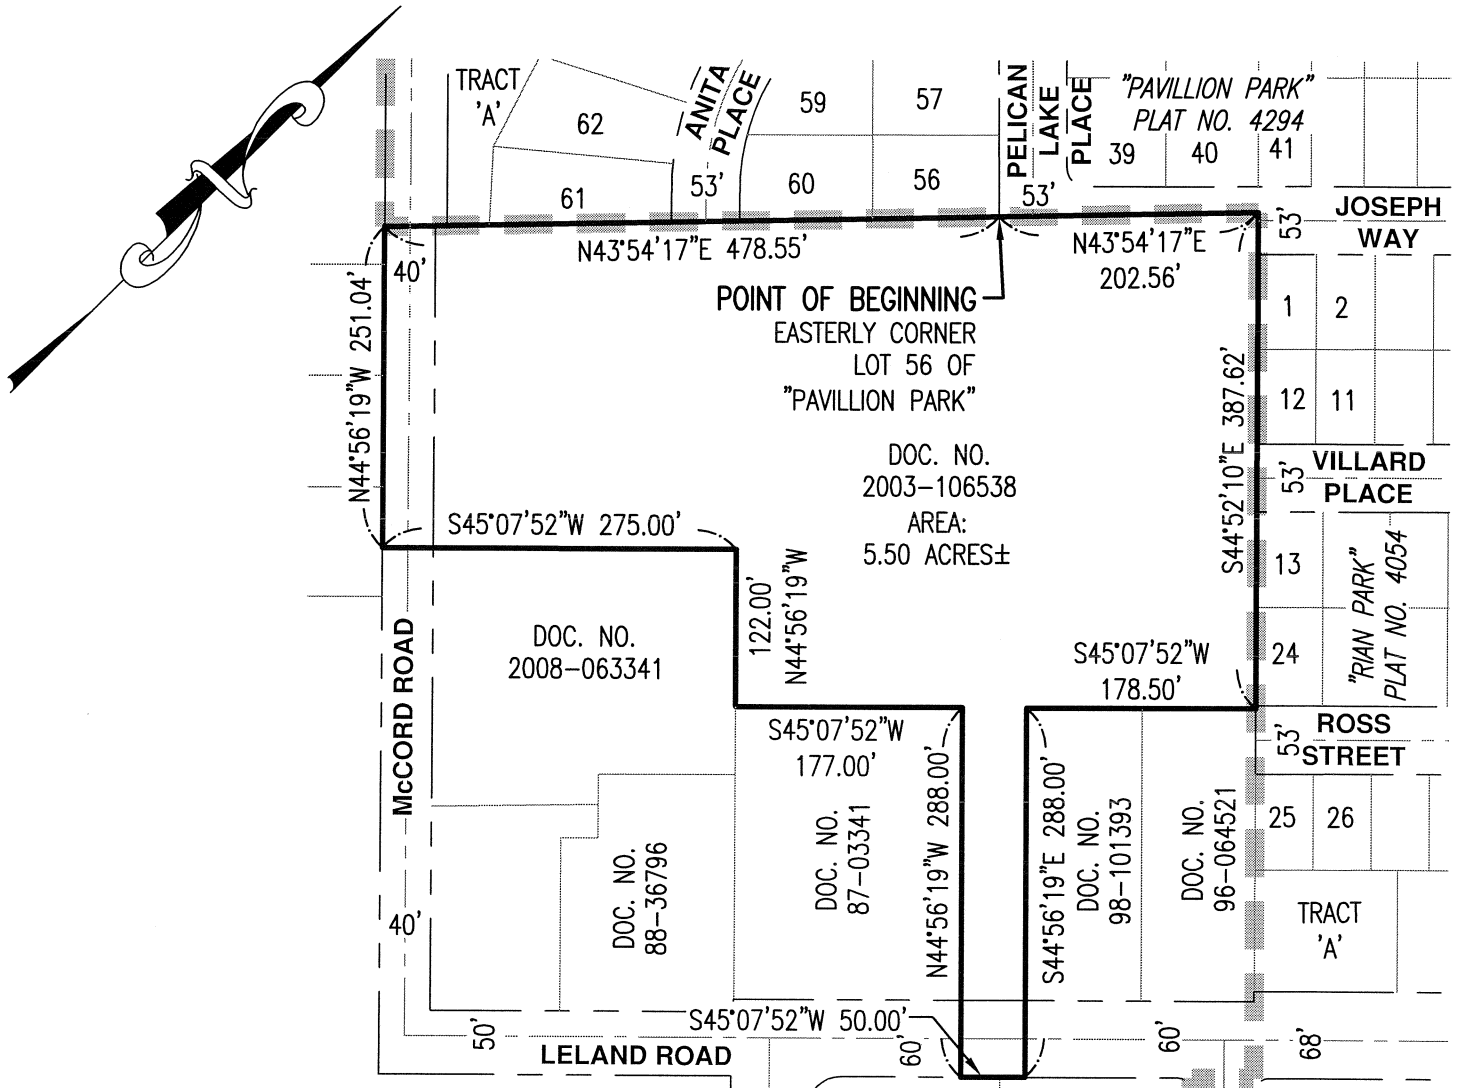 TRACT
'A'
62
61
ANITA
PLACE
53'
59
57
60
56
PELICAN
LAKE
PLACE
53'
"PAVILLION PARK"
PLAT NO. 4294
39
40
41
JOSEPH
WAY
53'
N43°54'17"E 478.55'
N43°54'17"E
202.56'
40'
N44°56'19"W 251.04'
POINT OF BEGINNING
EASTERLY CORNER
LOT 56 OF
"PAVILLION PARK"
DOC. NO.
2003-106538
AREA:
5.50 ACRES±
S44°52'10"E 387.62'
1
2
12
11
VILLARD
PLACE
53'
13
24
"RIAN PARK"
PLAT NO. 4054
S45°07'52"W 275.00'
122.00'
N44°56'19"W
DOC. NO.
2008-063341
S45°07'52"W
178.50'
S45°07'52"W
177.00'
ROSS
STREET
53'
McCORD ROAD
N44°56'19"W 288.00'
S44°56'19"E 288.00'
DOC. NO.
88-36796
DOC. NO.
87-03341
DOC. NO.
98-101393
DOC. NO.
96-064521
25
26
TRACT
'A'
40'
S45°07'52"W 50.00'
50'
LELAND ROAD
60'
60'
68'
N